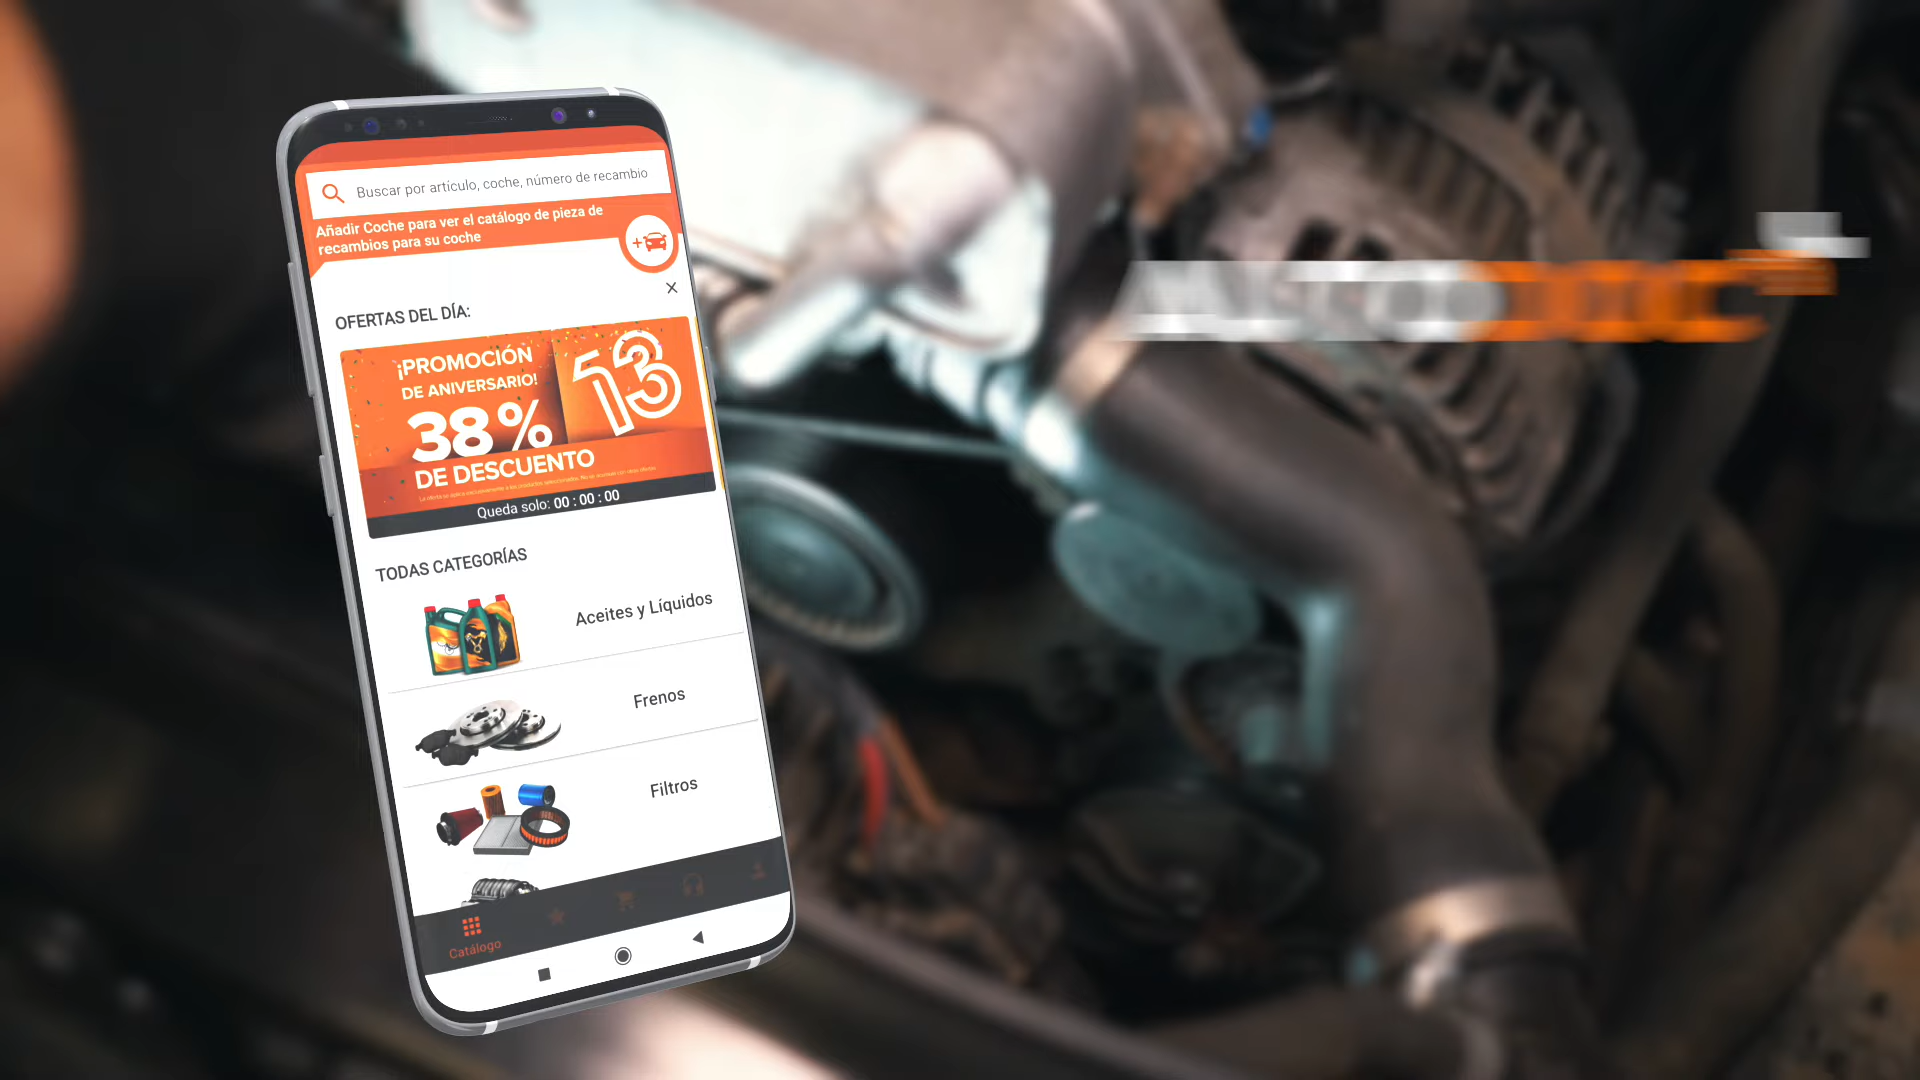 Buscar por artículo, coche, número de recambio
Añadir Coche para ver el catálogo de pieza de
recambios para su coche
OFERTAS DEL DÍA:
¡PROMOCIÓN
DE ANIVERSARIO!
38%
13
DE DESCUENTO
Queda solo: 00 : 00 : 00
TODAS CATEGORÍAS
Aceites y Líquidos
Frenos
Filtros
Catálogo